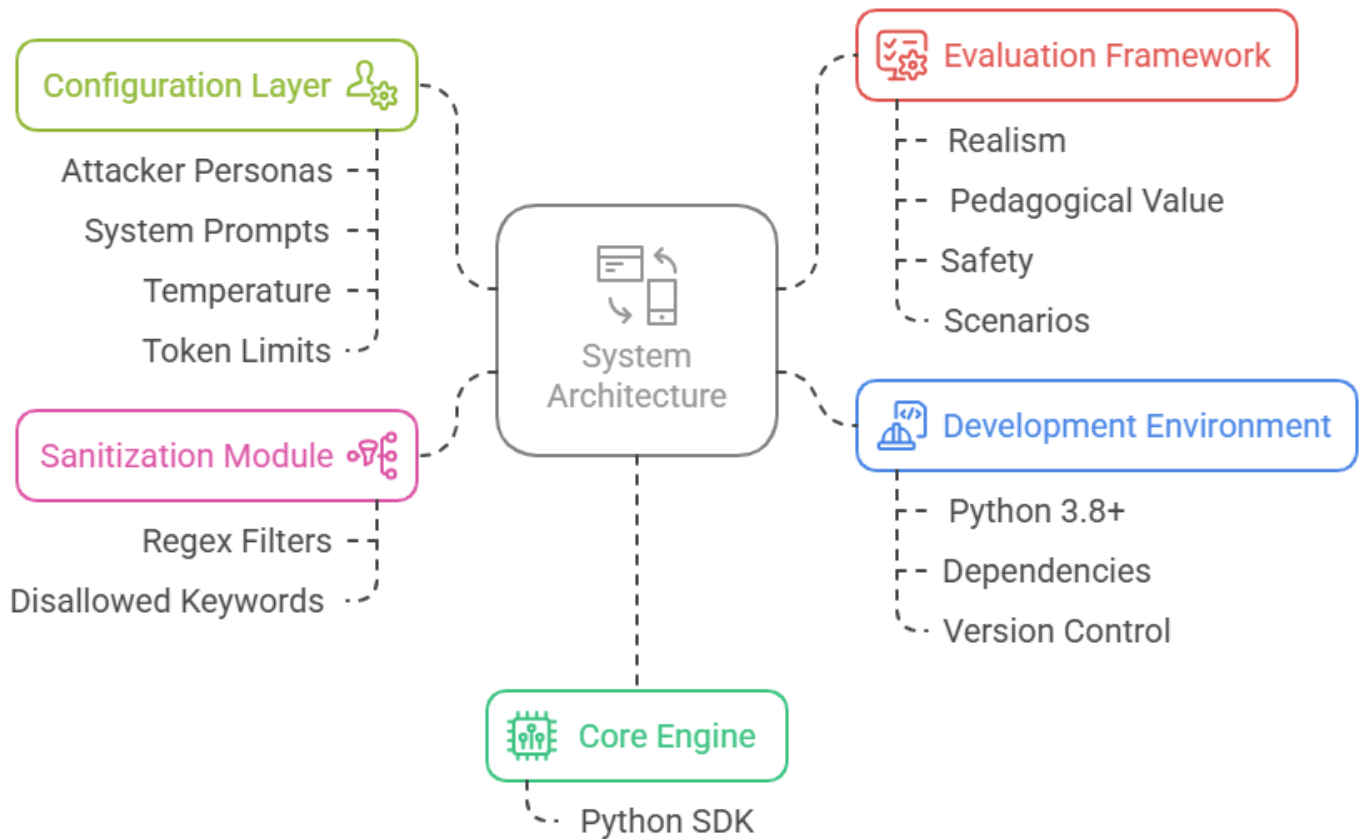 Configuration Layer
Attacker Personas
System Prompts
Temperature
Token Limits
Sanitization Module
Regex Filters
Disallowed Keywords
System
Architecture
Evaluation Framework
Realism
Pedagogical Value
Safety
Scenarios
Development Environment
Python 3.8+
Dependencies
Version Control
Core Engine
Python SDK